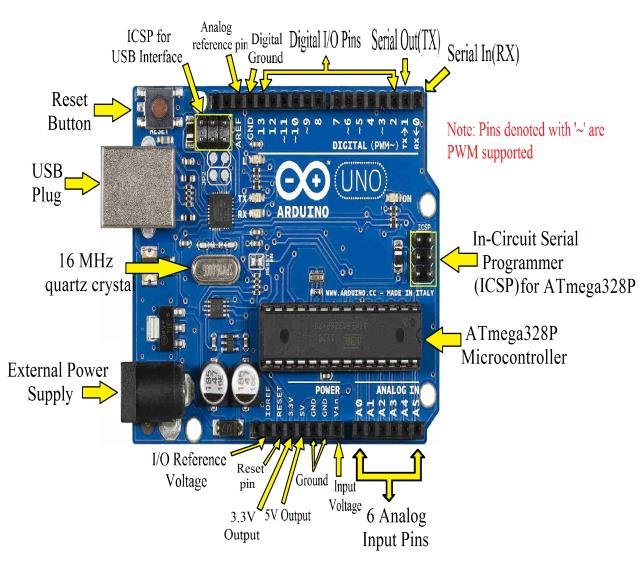 ICSP for
USB Interface
Analog
reference pin
Digital
Ground
Digital I/O Pins
Serial Out(TX)
Serial In(RX)
Reset
Button
RESET
AREF
GND
13
12
~11
~10
~9
8
7
~6
~5
4
~3
2
TX→1
RX←0
DIGITAL (PWM~)
Note: Pins denoted with '~' are
PWM supported
USB
Plug
TX
RX
ARDUINO
UNO
ON
ICSP
In-Circuit Serial
Programmer
(ICSP)for ATmega328P
16 MHz
quartz crysta
WWW.ARDUINO.CC - MADE IN ITALY
ATmega328P
Microcontroller
External Power
Supply
POWER
ANALOG IN
IOREF
RESET
3.3V
5V
GND
GND
Vin
A0
A1
A2
A3
A4
A5
I/O Reference
Voltage
Reset
pin
3.3V
Output
5V Output
Ground
Input
Voltage
6 Analog
Input Pins